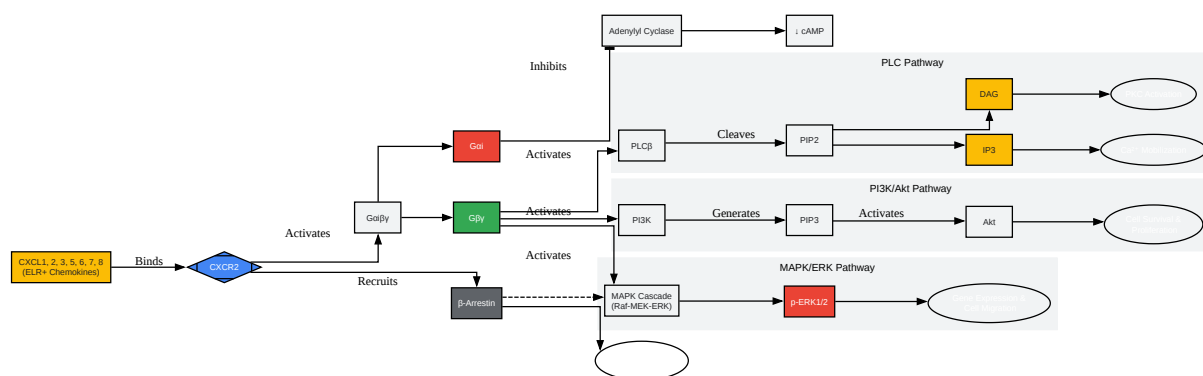 Adenylyl Cyclase
↓ cAMP
Inhibits
PLC Pathway
DAG
Gαi
Activates
PLCβ
Cleaves
PIP2
IP3
PI3K/Akt Pathway
Gαiβγ
Gβγ
Activates
PI3K
Generates
PIP3
Activates
Akt
Activates
CXCL1, 2, 3, 5, 6, 7, 8
(ELR+ Chemokines)
Binds
CXCR2
Activates
MAPK/ERK Pathway
Recruits
β-Arrestin
MAPK Cascade
(Raf-MEK-ERK)
p-ERK1/2